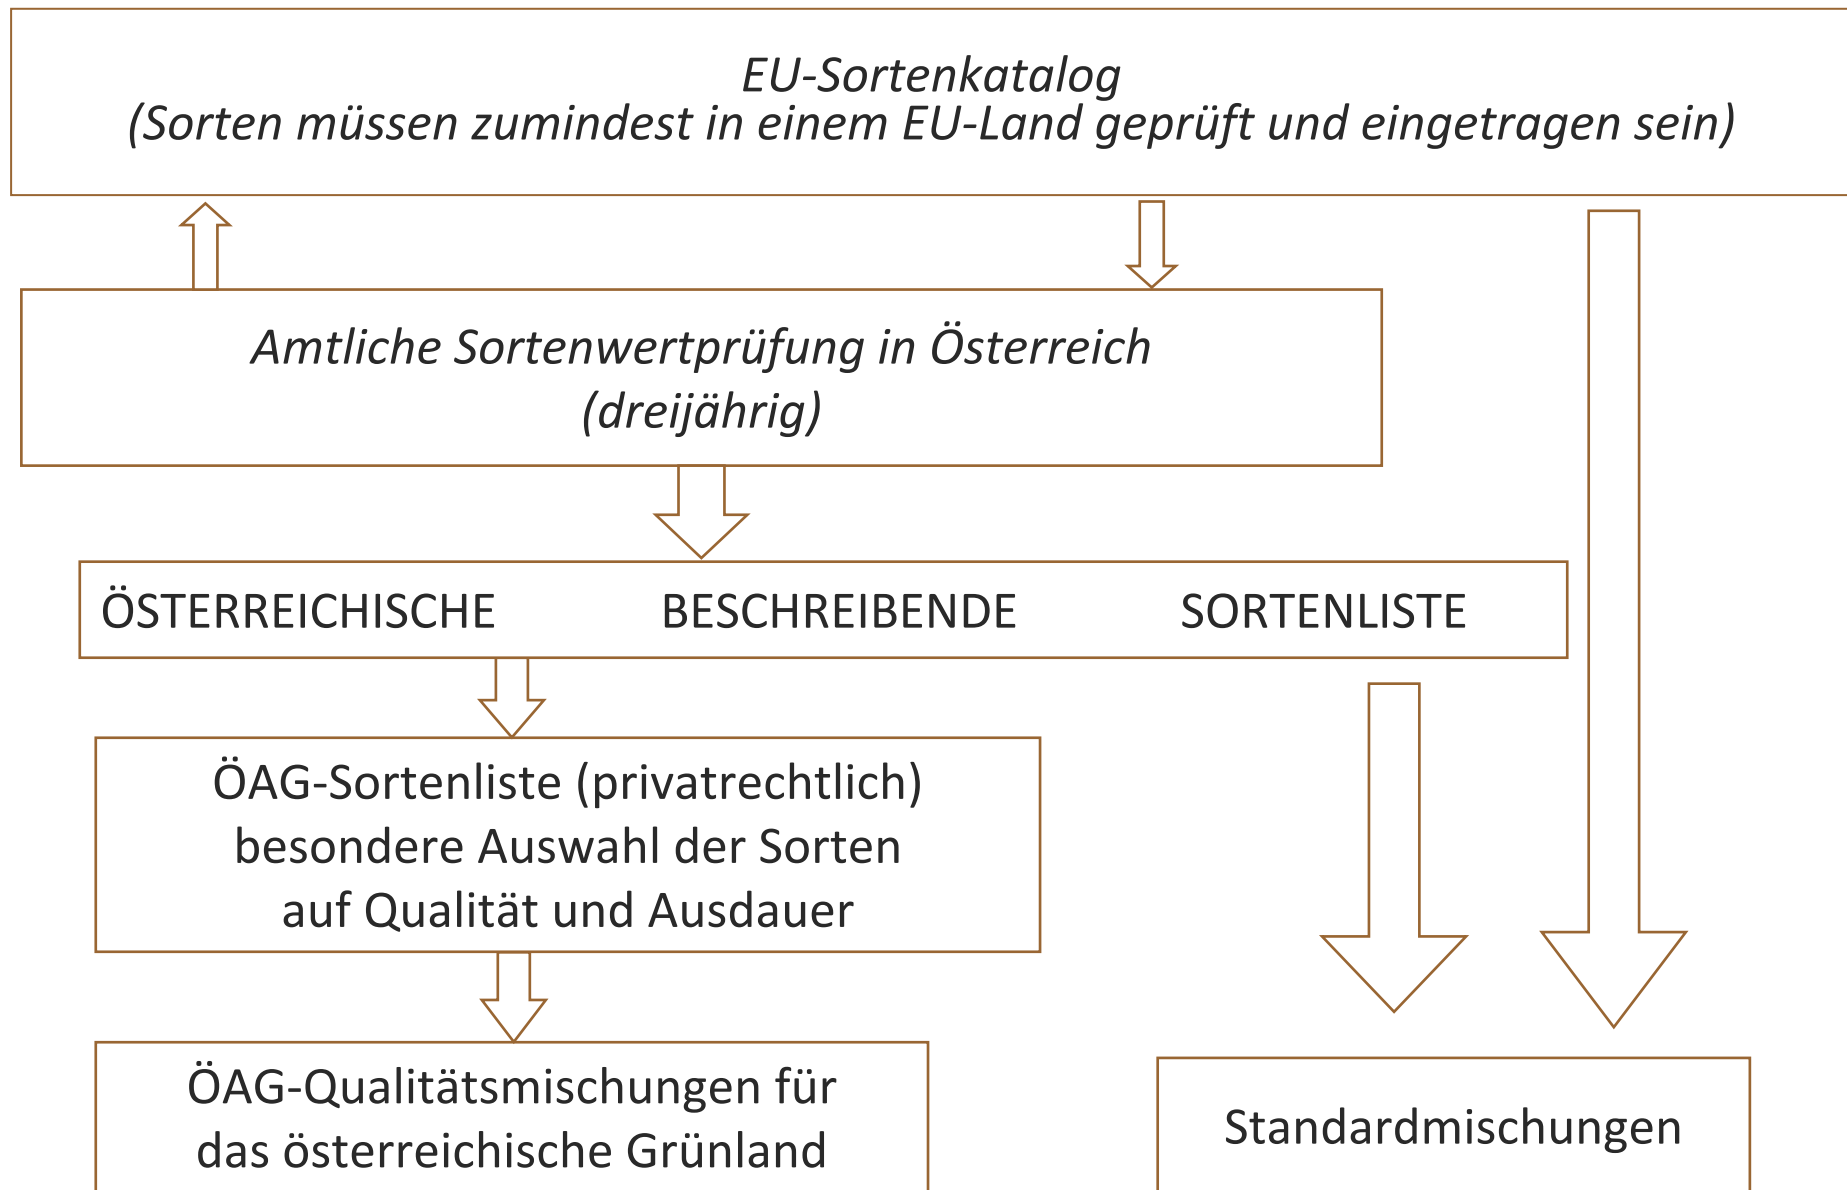 EU-Sortenkatalog
(Sorten müssen zumindest in einem EU-Land geprüft und eingetragen sein)
Amtliche Sortenwertprüfung in Österreich
(dreijährig)
ÖSTERREICHISCHE BESCHREIBENDE SORTENLISTE
ÖAG-Sortenliste (privatrechtlich)
besondere Auswahl der Sorten
auf Qualität und Ausdauer
ÖAG-Qualitätsmischungen für
das österreichische Grünland
Standardmischungen